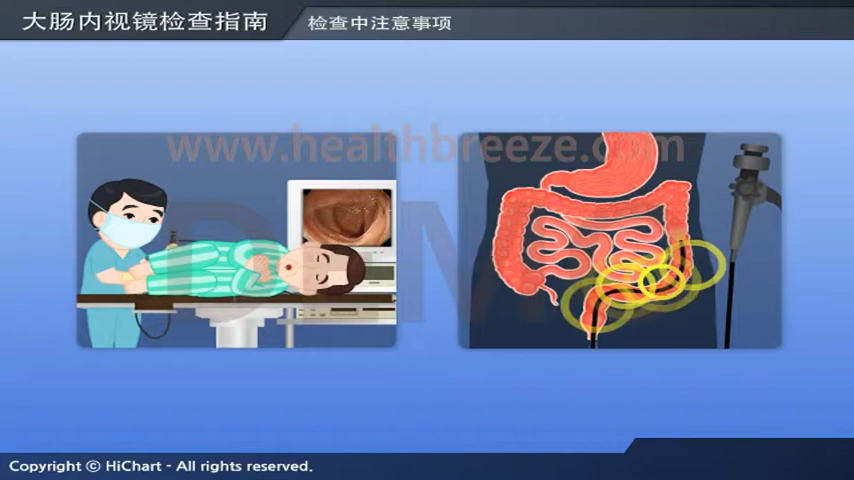 大肠内视镜检查指南
检查中注意事项
www.healthbreeze.com
DEMO
Copyright ⓒ HiChart - All rights reserved.